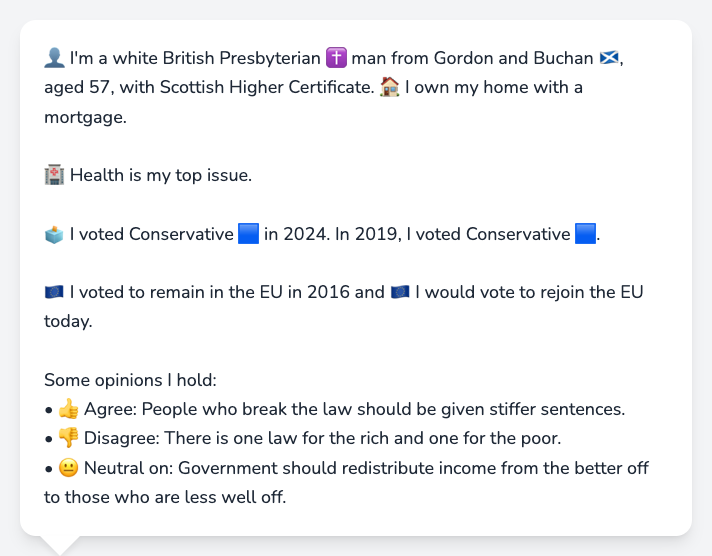 👤 I'm a white British Presbyterian ✝️ man from Gordon and Buchan 🏴󠁧󠁢󠁳󠁣󠁴󠁿,
aged 57, with Scottish Higher Certificate. 🏠 I own my home with a
mortgage.
🏥 Health is my top issue.
🗳️ I voted Conservative 🟦 in 2024. In 2019, I voted Conservative 🟦.
🇪🇺 I voted to remain in the EU in 2016 and 🇪🇺 I would vote to rejoin the EU
today.
Some opinions I hold:
• 👍 Agree: People who break the law should be given stiffer sentences.
• 👎 Disagree: There is one law for the rich and one for the poor.
• 😐 Neutral on: Government should redistribute income from the better off
to those who are less well off.